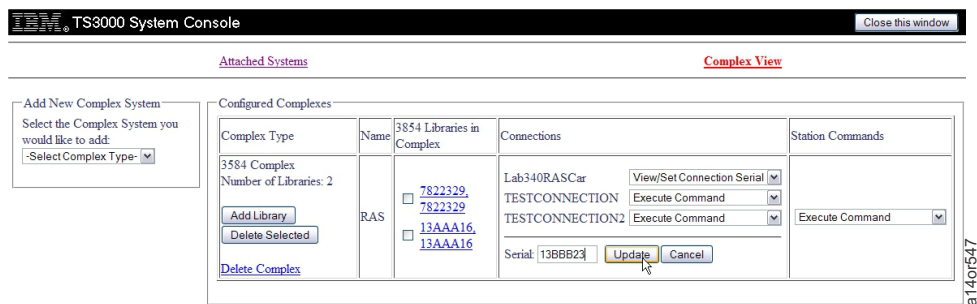 IBM® TS3000 System Console
Close this window
Attached Systems
Complex View
Add New Complex System
Select the Complex System you
would like to add:
-Select Complex Type-
Configured Complexes
Complex Type
Name
3854 Libraries in
Complex
Connections
Station Commands
3584 Complex
Number of Libraries: 2
Add Library
Delete Selected
Delete Complex
RAS
7822329,
7822329
13AAA16,
13AAA16
Lab340RASCar View/Set Connection Serial
TESTCONNECTION Execute Command
TESTCONNECTION2 Execute Command
Serial: 13BBB23 Update Cancel
Execute Command
a14or547